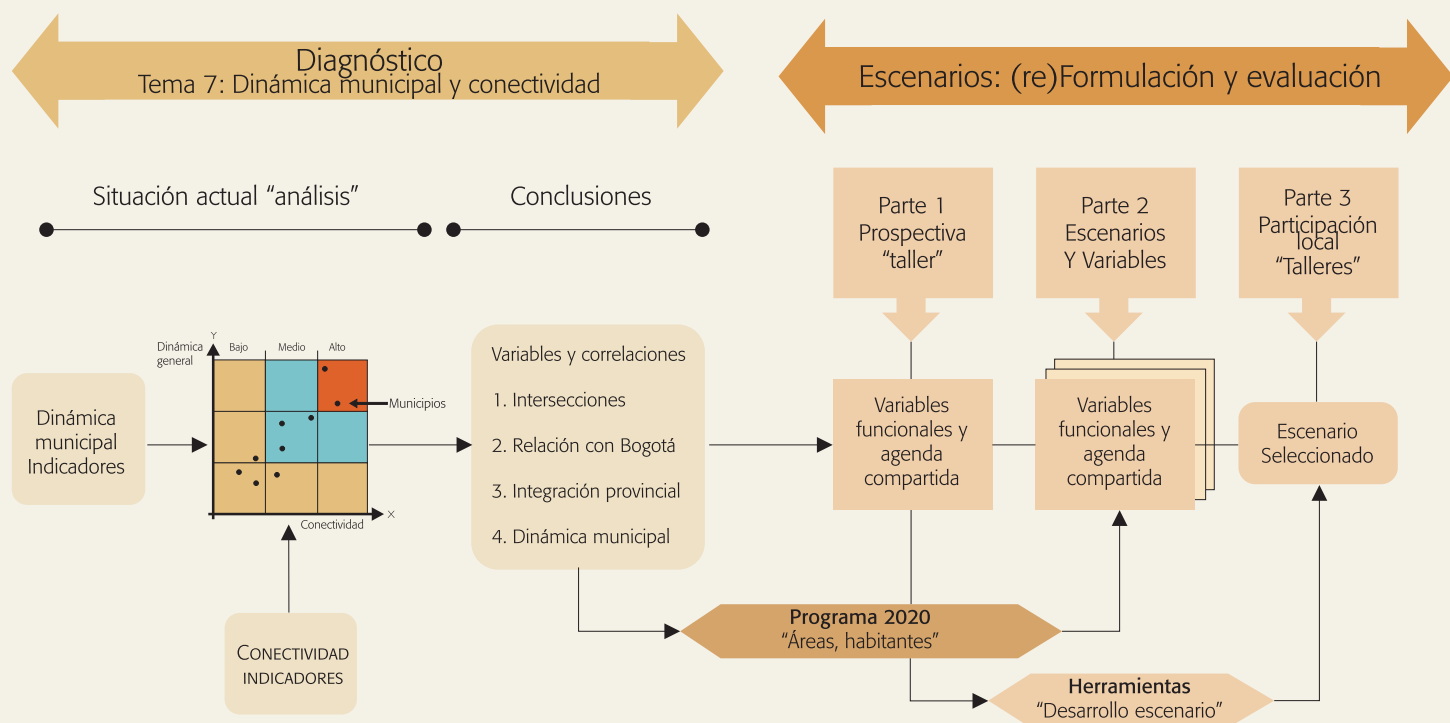 Diagnóstico
Tema 7: Dinámica municipal y conectividad
Escenarios: (re)Formulación y evaluación
Situación actual “análisis”
Conclusiones
Parte 1
Prospectiva
“taller”
Parte 2
Escenarios
Y Variables
Parte 3
Participación
local
“Talleres”
Dinámica
municipal
Indicadores
Y
Dinámica
general
Bajo
Medio
Alto
Municipios
X
Conectividad
CONECTIVIDAD
INDICADORES
Variables y correlaciones
1. Intersecciones
2. Relación con Bogotá
3. Integración provincial
4. Dinámica municipal
Variables
funcionales y
agenda
compartida
Variables
funcionales y
agenda
compartida
Escenario
Seleccionado
Programa 2020
“Áreas, habitantes”
Herramientas
“Desarrollo escenario”